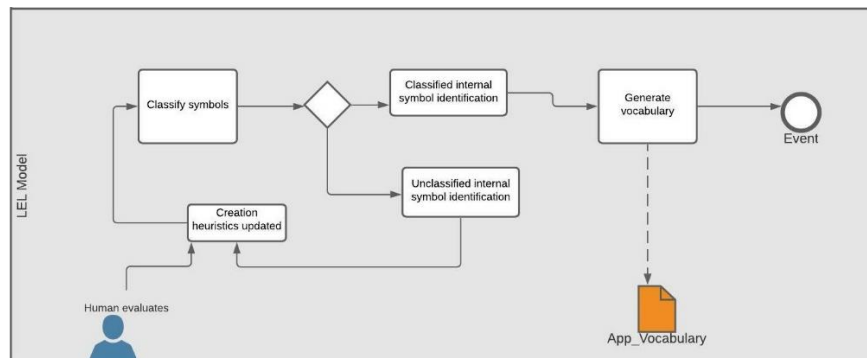 Classify symbols
Classified internal
symbol identification
Generate
vocabulary
Event
LEL Model
Unclassified internal
symbol identification
Creation
heuristics updated
Human evaluates
App_Vocabulary